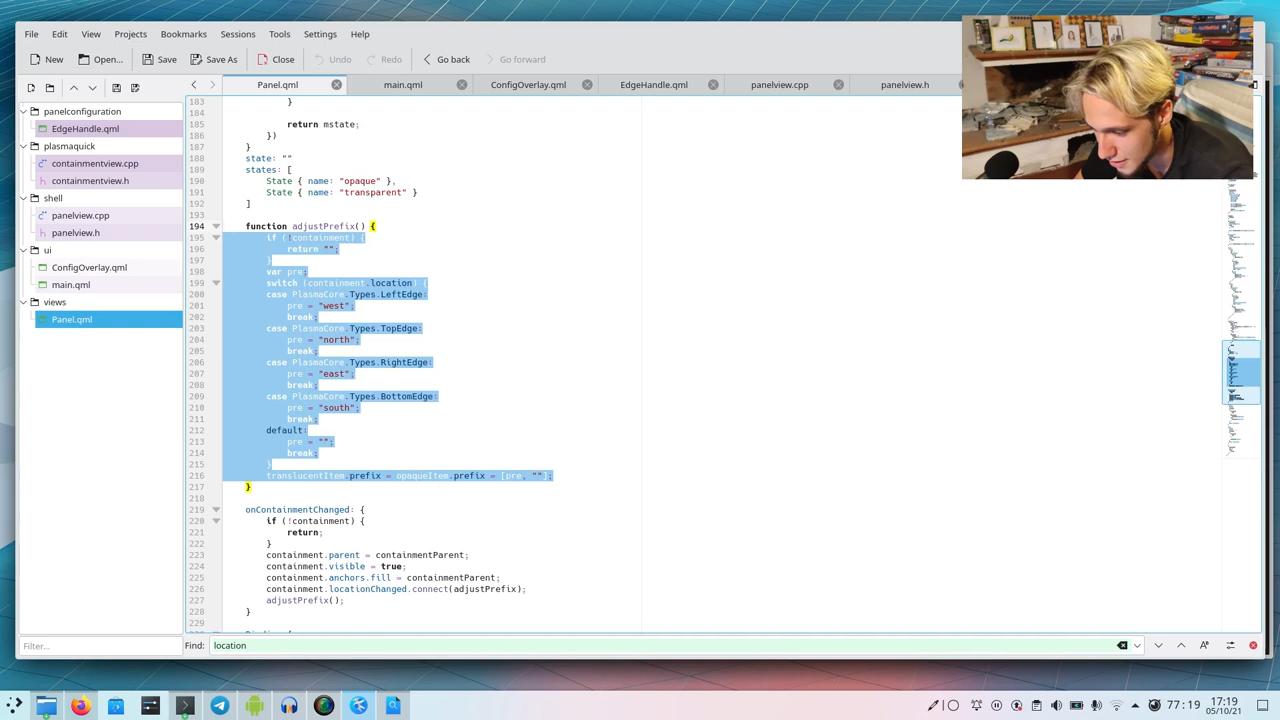 File Edit View Projects Bookmarks Sessions Tools Settings Help
New Open... Save Save As Close Undo Redo Go back Go forward
Panel.qml main.qml ConfigOverlay.qml EdgeHandle.qml panelview.cpp panelview.h
panelconfiguration
EdgeHandle.qml
plasmaquick
containmentview.cpp
containmentview.h
shell
panelview.cpp
panelview.h
ui
ConfigOverlay.qml
main.qml
views
Panel.qml
183 }
184
185 return mstate;
186 })
187 }
188 state: ""
189 states: [
190 State { name: "opaque" },
191 State { name: "transparent" }
192 ]
193
194 function adjustPrefix() {
195 if (!containment) {
196 return "";
197 }
198 var pre;
199 switch (containment.location) {
200 case PlasmaCore.Types.LeftEdge:
201 pre = "west";
202 break;
203 case PlasmaCore.Types.TopEdge:
204 pre = "north";
205 break;
206 case PlasmaCore.Types.RightEdge:
207 pre = "east";
208 break;
209 case PlasmaCore.Types.BottomEdge:
210 pre = "south";
211 break;
212 default:
213 pre = "";
214 break;
215 }
216 translucentItem.prefix = opaqueItem.prefix = [pre, ""];
217 }
218
219 onContainmentChanged: {
220 if (!containment) {
221 return;
222 }
223 containment.parent = containmentParent;
224 containment.visible = true;
225 containment.anchors.fill = containmentParent;
226 containment.locationChanged.connect(adjustPrefix);
227 adjustPrefix();
228 }
229
Filter...
Find: location
77:19
17:19
05/10/21